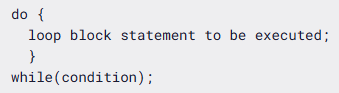 do {
loop block statement to be executed;
}
while(condition);